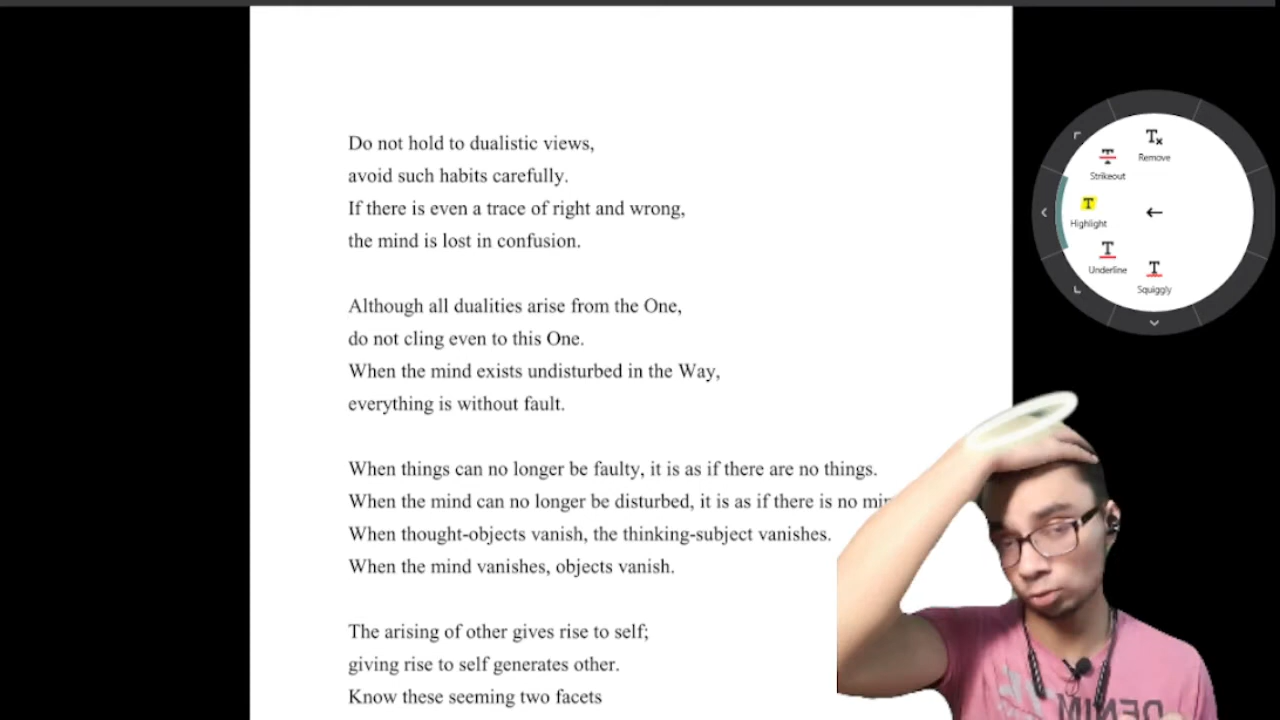 Do not hold to dualistic views,
avoid such habits carefully.
If there is even a trace of right and wrong,
the mind is lost in confusion.
Although all dualities arise from the One,
do not cling even to this One.
When the mind exists undisturbed in the Way,
everything is without fault.
When things can no longer be faulty, it is as if there are no things.
When the mind can no longer be disturbed, it is as if there is no
When thought-objects vanish, the thinking-subject vanishes.
When the mind vanishes, objects vanish.
The arising of other gives rise to self;
giving rise to self generates other.
Know these seeming two facets
Remove
Strikeout
Highlight
Underline
Squiggly
DENIM